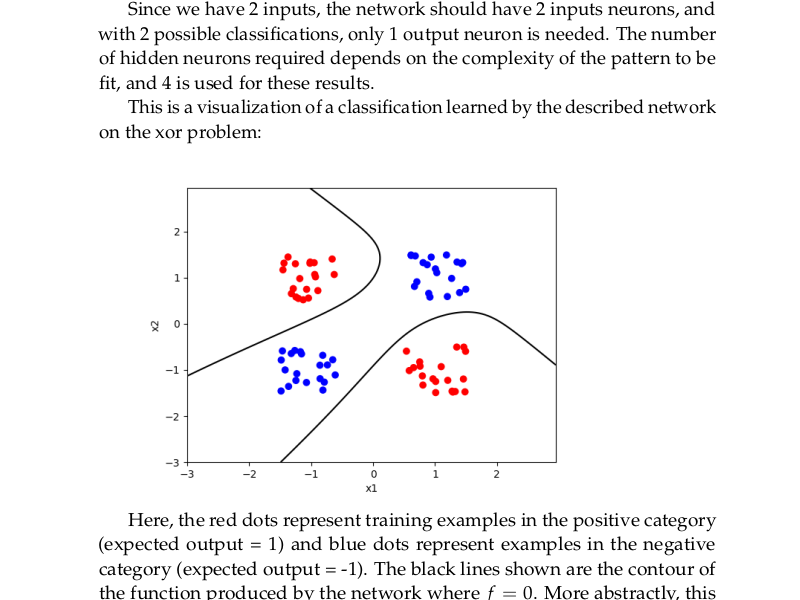 Since we have 2 inputs, the network should have 2 inputs neurons, and
with 2 possible classifications, only 1 output neuron is needed. The number
of hidden neurons required depends on the complexity of the pattern to be
fit, and 4 is used for these results.
This is a visualization of a classification learned by the described network
on the xor problem:
2
1
0
−1
−2
−3
x2
−3 −2 −1 0 1 2
x1
Here, the red dots represent training examples in the positive category
(expected output = 1) and blue dots represent examples in the negative
category (expected output = -1). The black lines shown are the contour of
the function produced by the network where f = 0. More abstractly, this